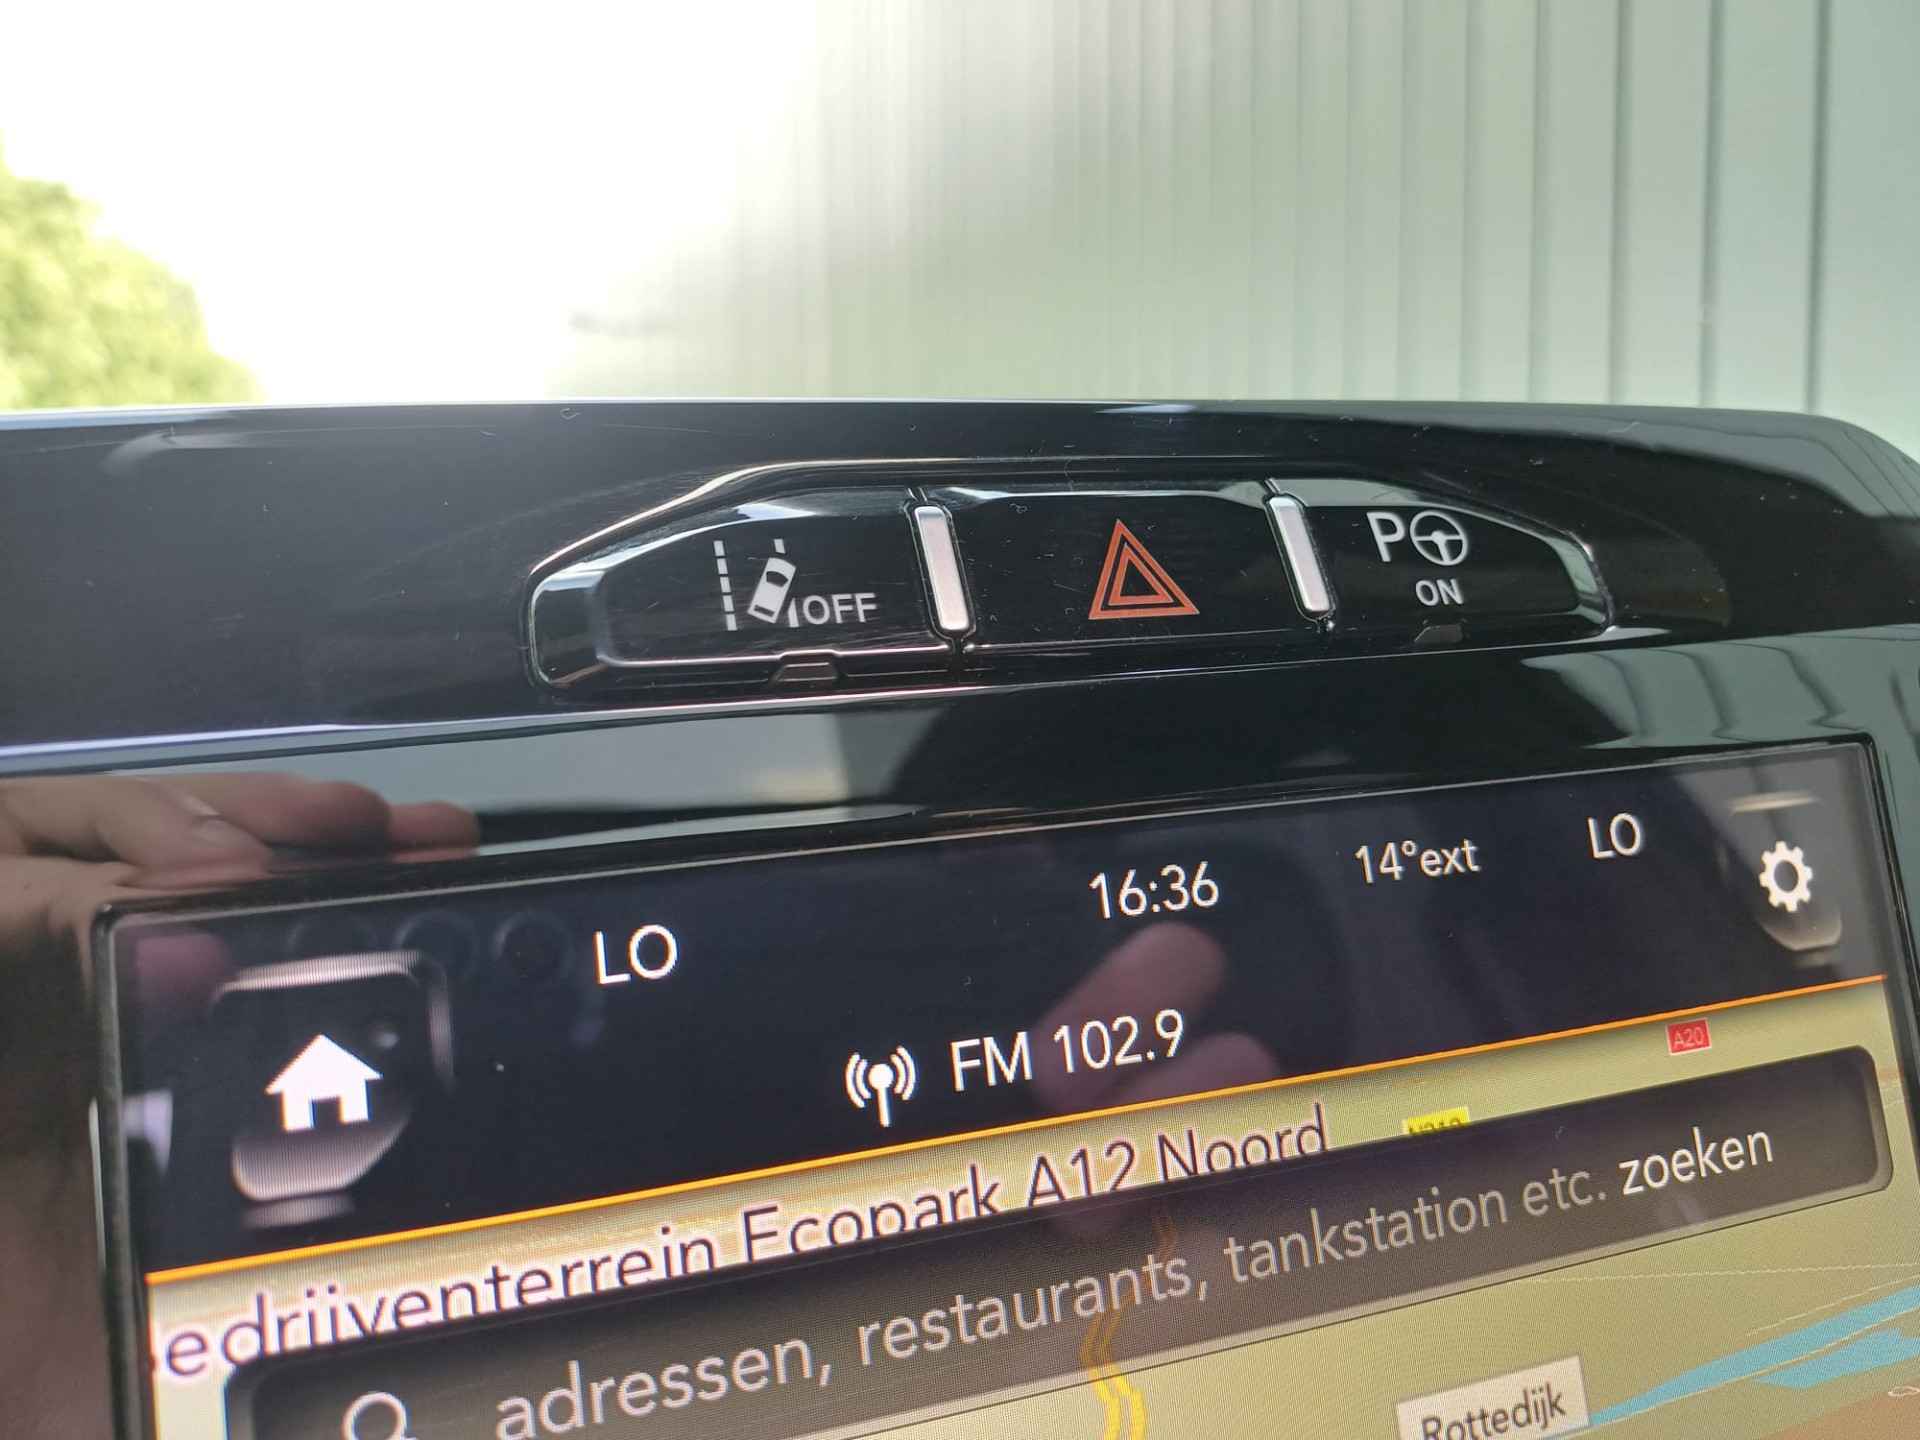 OFF
P
ON
LO
16:36
14°ext
LO
FM 102.9
A20
edrijventerrein Ecopark A12 Noord
adressen, restaurants, tankstation etc. zoeken
Rottedijk